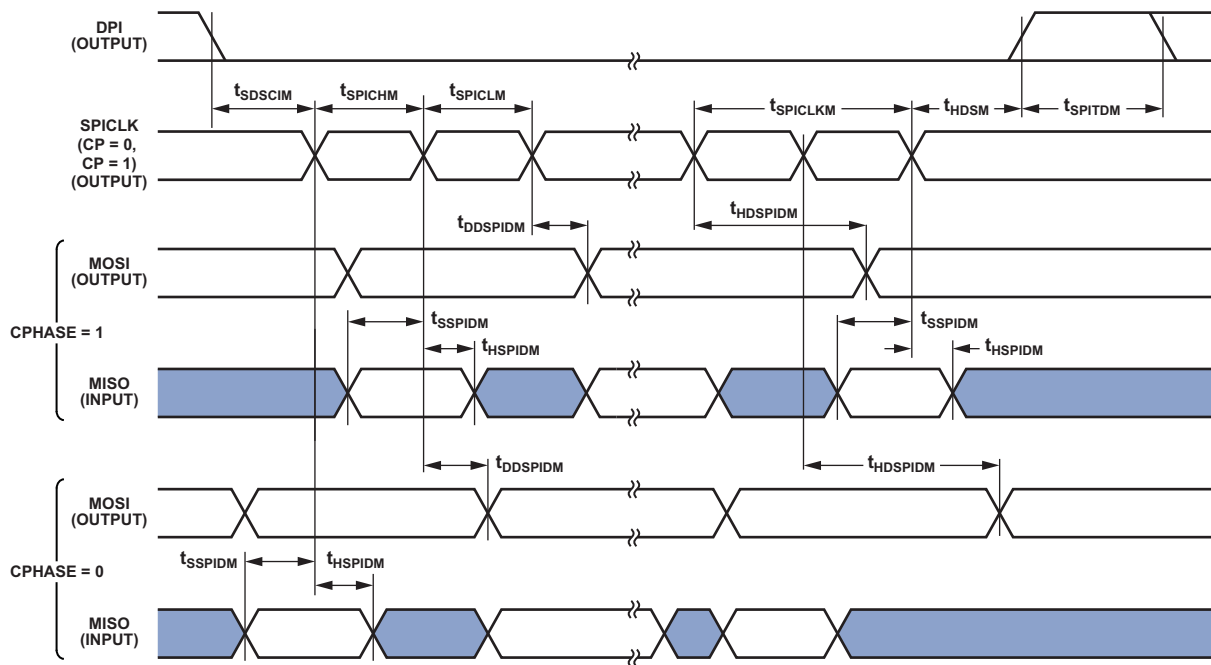 DPI
(OUTPUT)
tSDSCIM
tSPICHM
tSPICLM
tSPICLKM
tHDSM
tSPITDM
SPICLK
(CP = 0,
CP = 1)
(OUTPUT)
tDDSPIDM
tHDSPIDM
CPHASE = 1
MOSI
(OUTPUT)
tSSPIDM
tHSPIDM
tSSPIDM
tHSPIDM
MISO
(INPUT)
tDDSPIDM
tHDSPIDM
CPHASE = 0
MOSI
(OUTPUT)
tSSPIDM
tHSPIDM
MISO
(INPUT)